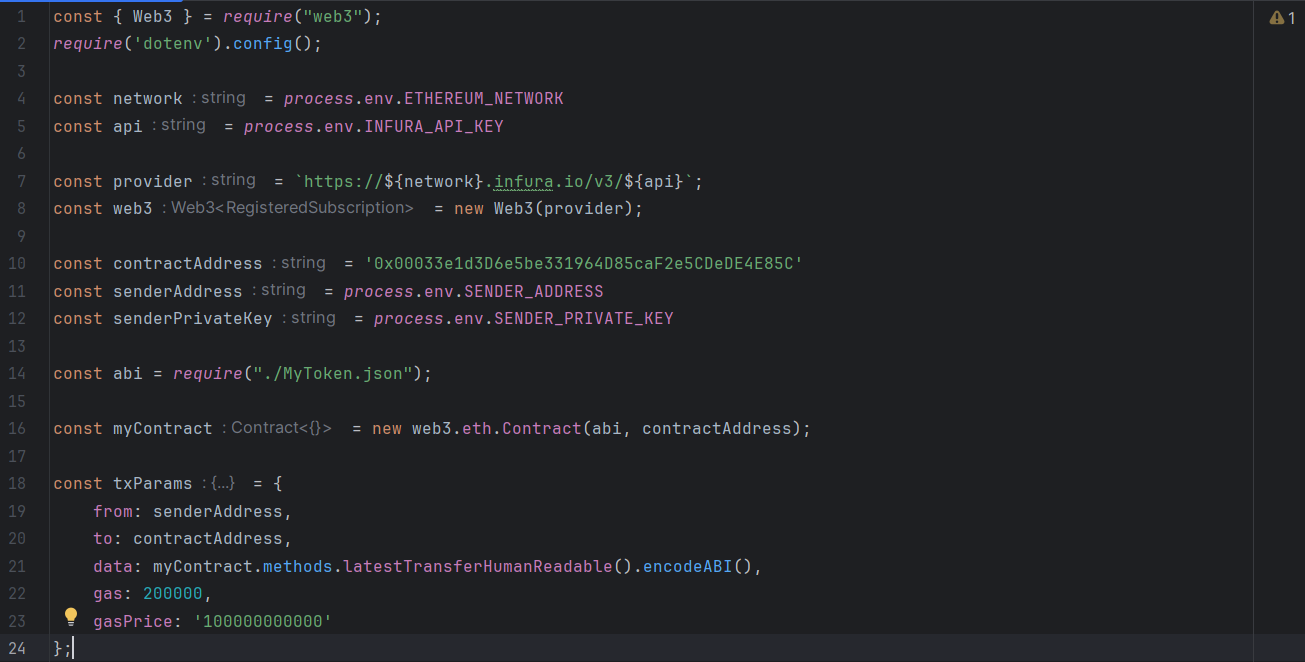 1 const { Web3 } = require("web3");
2 require('dotenv').config();
3
4 const network : string = process.env.ETHEREUM_NETWORK
5 const api : string = process.env.INFURA_API_KEY
6
7 const provider : string = `https://${network}.infura.io/v3/${api}`;
8 const web3 : Web3<RegisteredSubscription> = new Web3(provider);
9
10 const contractAddress : string = '0x00033e1d3D6e5be331964D85caF2e5CDeDE4E85C'
11 const senderAddress : string = process.env.SENDER_ADDRESS
12 const senderPrivateKey : string = process.env.SENDER_PRIVATE_KEY
13
14 const abi = require("./MyToken.json");
15
16 const myContract : Contract<{}> = new web3.eth.Contract(abi, contractAddress);
17
18 const txParams : {...} = {
19 from: senderAddress,
20 to: contractAddress,
21 data: myContract.methods.latestTransferHumanReadable().encodeABI(),
22 gas: 200000,
23 gasPrice: '100000000000'
24 };
1